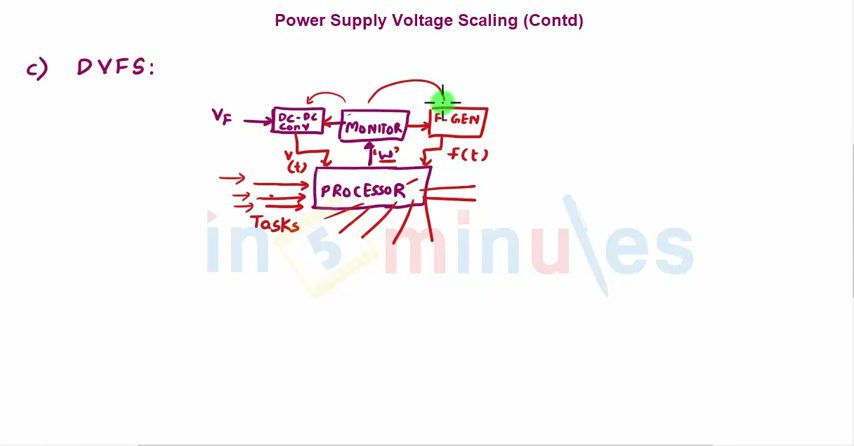 Power Supply Voltage Scaling (Contd)
c) DVFS:
VF
DC-DC
Conv
MONITOR
F GEN
V
(t)
'W'
f(t)
PROCESSOR
Tasks
in 5 minutes